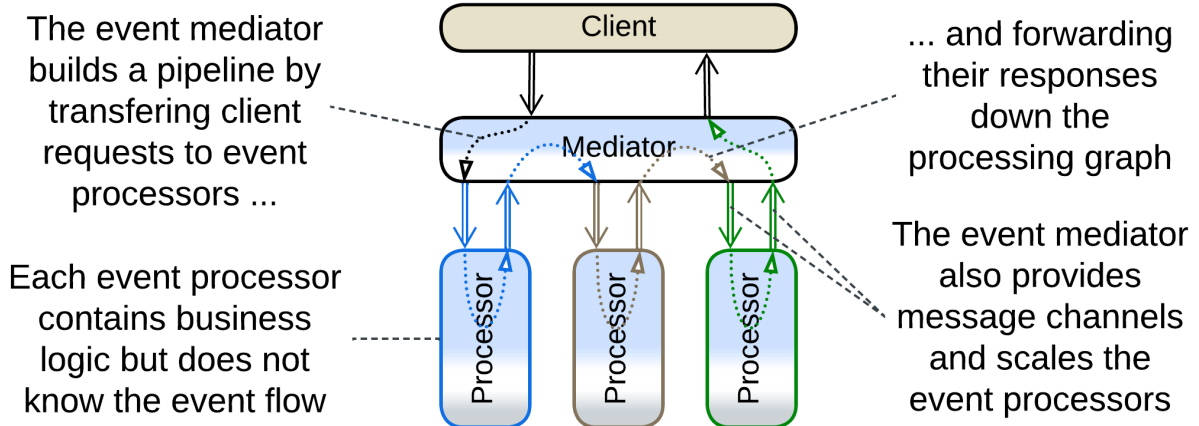 The event mediator
builds a pipeline by
transfering client
requests to event
processors ...
Each event processor
contains business
logic but does not
know the event flow
Client
Mediator
Processor
Processor
Processor
... and forwarding
their responses
down the
processing graph
The event mediator
also provides
message channels
and scales the
event processors